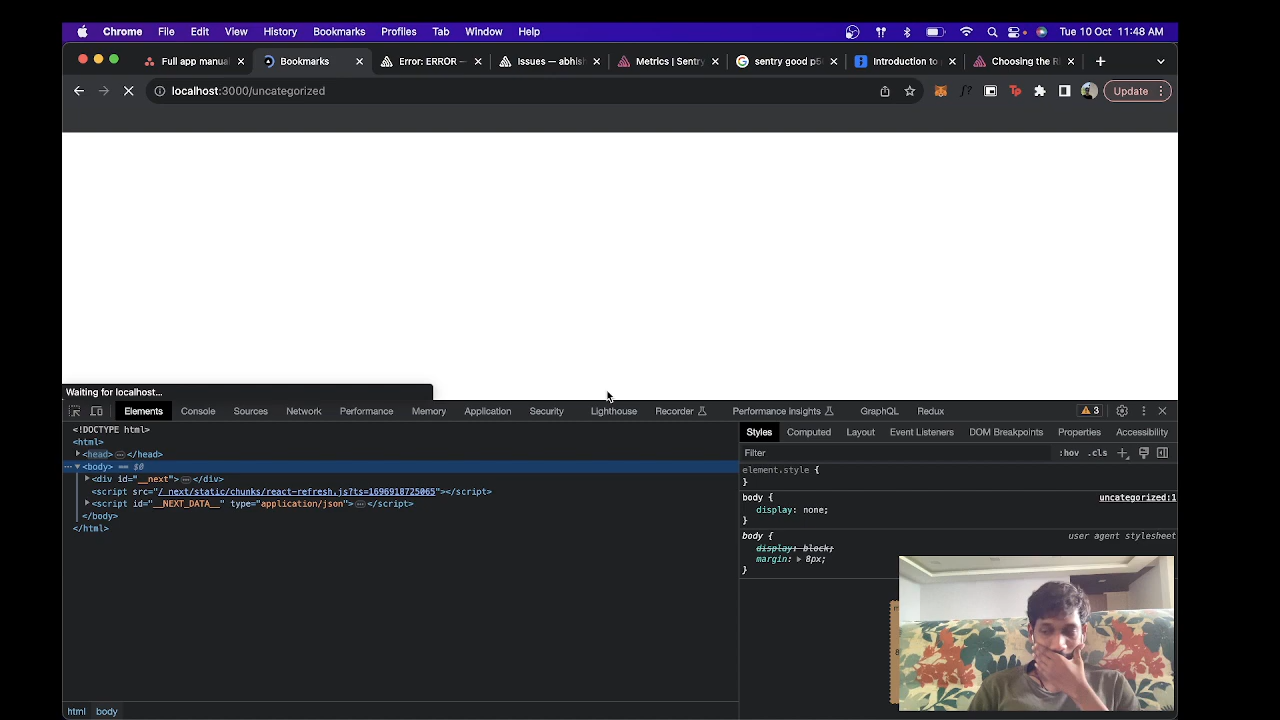 Chrome File Edit View History Bookmarks Profiles Tab Window Help Tue 10 Oct 11:48 AM
Full app manual Bookmarks Error: ERROR — Issues — abhish Metrics | Sentry sentry good p5 Introduction to Choosing the Ri
localhost:3000/uncategorized Update
Waiting for localhost...
Elements Console Sources Network Performance Memory Application Security Lighthouse Recorder Performance insights GraphQL Redux 3
<!DOCTYPE html>
<html>
<head> … </head>
<body> == $0
<div id="__next"> … </div>
<script src="/_next/static/chunks/react-refresh.js?ts=1696918725065"></script>
<script id="__NEXT_DATA__" type="application/json"> … </script>
</body>
</html>
Styles Computed Layout Event Listeners DOM Breakpoints Properties Accessibility
Filter :hov .cls
element.style {
}
body { uncategorized:1
display: none;
}
body { user agent stylesheet
display: block;
margin: 8px;
}
html body